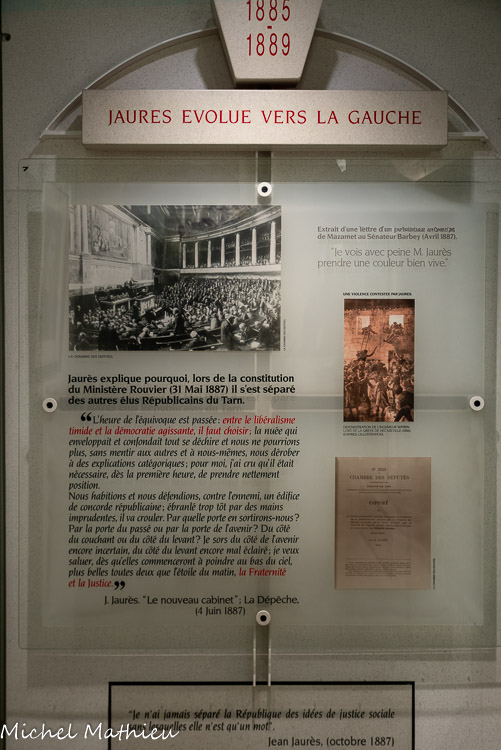 1885
-
1889
JAURES EVOLUE VERS LA GAUCHE
Extrait d'une lettre d'un
de Mazamet au Sénateur Barbey (Avril 1887).
"Je vois avec peine M. Jaurès
prendre une couleur bien vive."
UNE VIOLENCE CONTESTEE PAR JAURES.
LA CHAMBRE DES DEPUTES.
Jaurès explique pourquoi, lors de la constitution
du Ministère Rouvier (31 Mai 1887) il s'est séparé
des autres élus Républicains du Tarn.
“L'heure de l'équivoque est passée: entre le libéralisme
timide et la démocratie agissante, il faut choisir; la nuée qui
enveloppait et confondait tout se déchire et nous ne pourrions
plus, sans mentir aux autres et à nous-mêmes, nous dérober
à des explications catégoriques; pour moi, j'ai cru qu'il était
nécessaire, dès la première heure, de prendre nettement
position.
Nous habitions et nous défendions, contre l'ennemi, un édifice
de concorde républicaine; ébranlé trop tôt par des mains
imprudentes, il va crouler. Par quelle porte en sortirons-nous?
Par la porte du passé ou par la porte de l'avenir? Du côté
du couchant ou du côté du levant? Je sors du côté de l'avenir
encore incertain, du côté du levant encore mal éclairé; je veux
saluer, dès qu'elles commenceront à poindre au bas du ciel,
plus belles toutes deux que l'étoile du matin, la Fraternité
et la Justice.”
J. Jaurès. "Le nouveau cabinet"; La Dépêche.
(4 Juin 1887)
CHAMBRE DES DÉPUTÉS
"Je n'ai jamais séparé la République des idées de justice sociale
sans lesquelles elle n'est qu'un mot".
Jean Jaurès, (octobre 1887)
Michel Mathieu